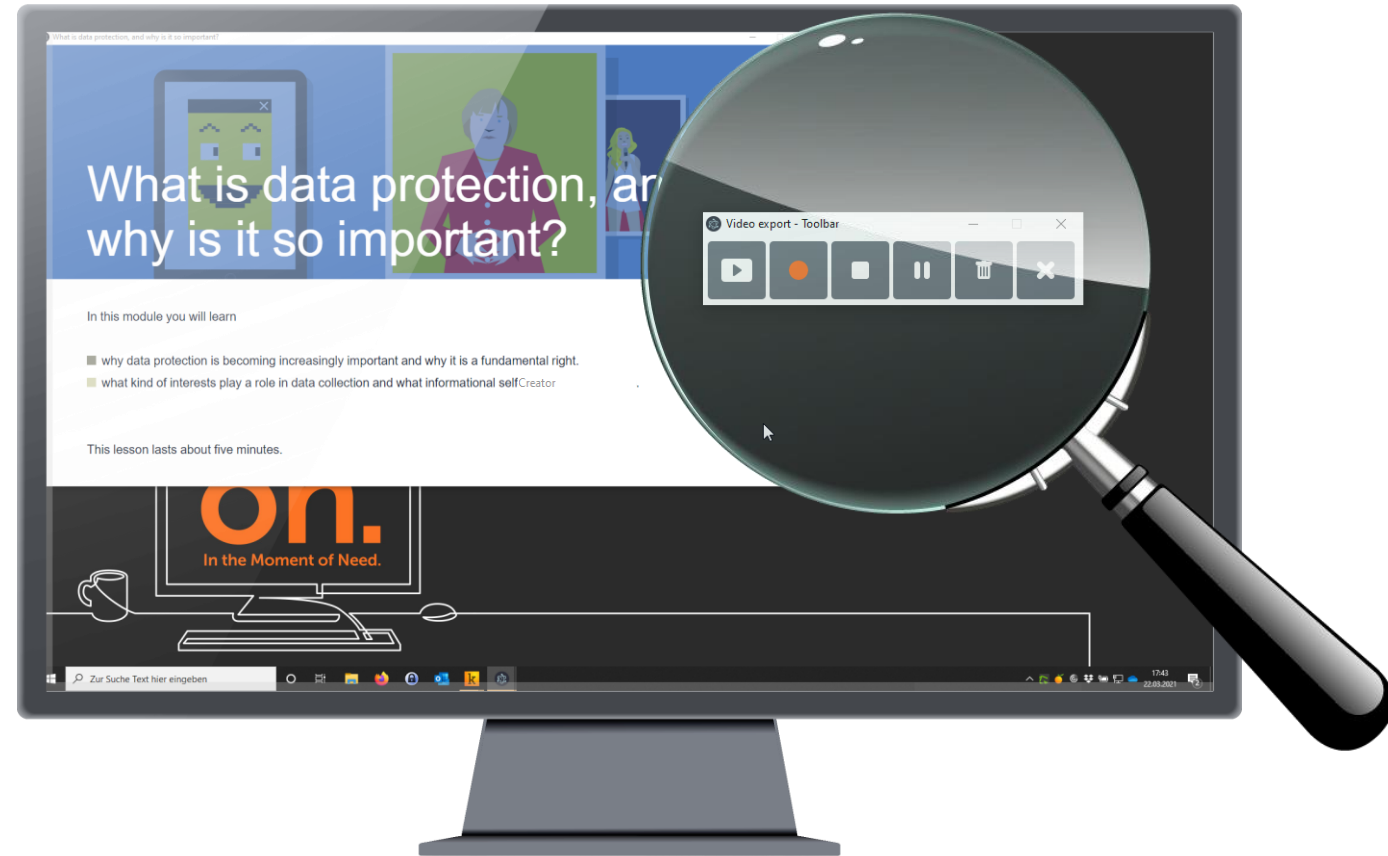 What is data protection, and why is it so important?
What is data protection, an
why is it so important?
Video export - Toolbar
In this module you will learn
why data protection is becoming increasingly important and why it is a fundamental right.
what kind of interests play a role in data collection and what informational selfCreator .
This lesson lasts about five minutes.
on.
In the Moment of Need.
Zur Suche Text hier eingeben
k
17:43
22.03.2021
2